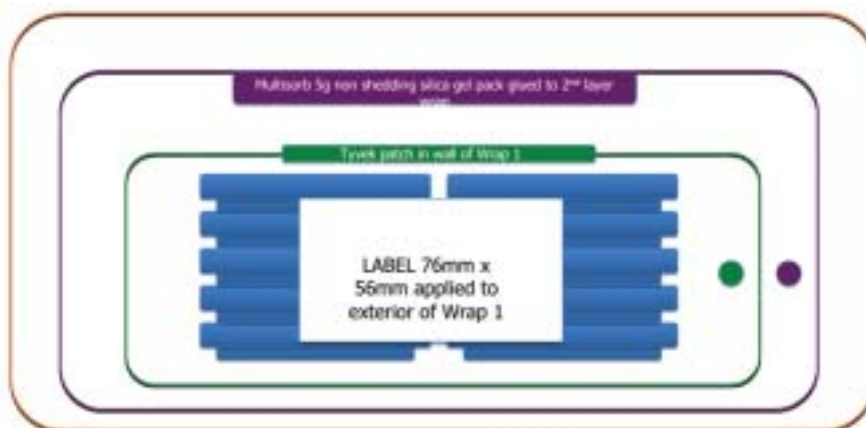 Multisorb 5g non shedding silica gel pack glued to 2nd layer
wrap
Tyvek patch in wall of Wrap 1
LABEL 76mm x
56mm applied to
exterior of Wrap 1